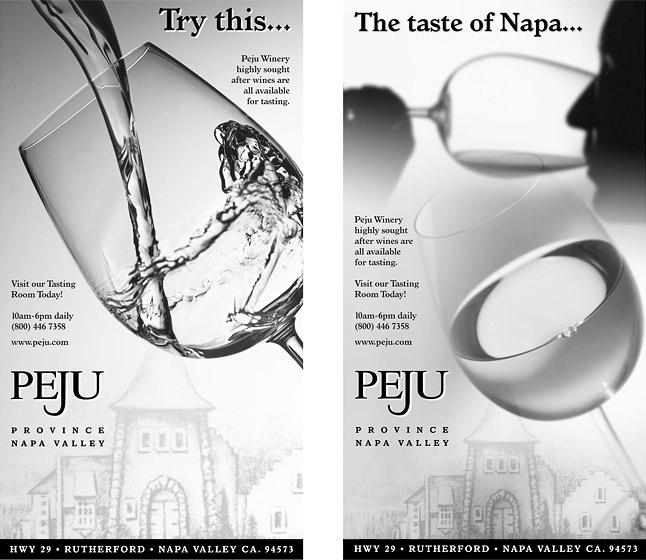 Try this...
Peju Winery
highly sought
after wines are
all available
for tasting.
Visit our Tasting
Room Today!
10am-6pm daily
(800) 446 7358
www.peju.com
PEJU
PROVINCE
NAPA VALLEY
HWY 29 • RUTHERFORD • NAPA VALLEY CA. 94573
The taste of Napa...
Peju Winery
highly sought
after wines are
all available
for tasting.
Visit our Tasting
Room Today!
10am-6pm daily
(800) 446 7358
www.peju.com
PEJU
PROVINCE
NAPA VALLEY
HWY 29 • RUTHERFORD • NAPA VALLEY CA. 94573